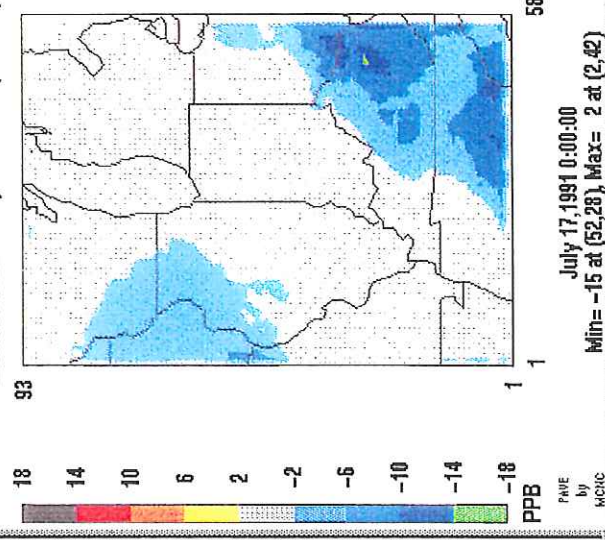 18
14
10
6
2
-2
-6
-10
-14
-18
PPB
PAVE
by
MCNC
93
1
1
58
July 17,1991 0:00:00
Min= -15 at (52,28), Max= 2 at (2,42)